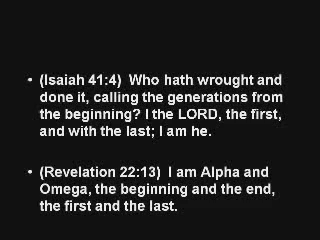 • (Isaiah 41:4)  Who hath wrought and
done it, calling the generations from
the beginning? I the LORD, the first,
and with the last; I am he.
• (Revelation 22:13)  I am Alpha and
Omega, the beginning and the end,
the first and the last.